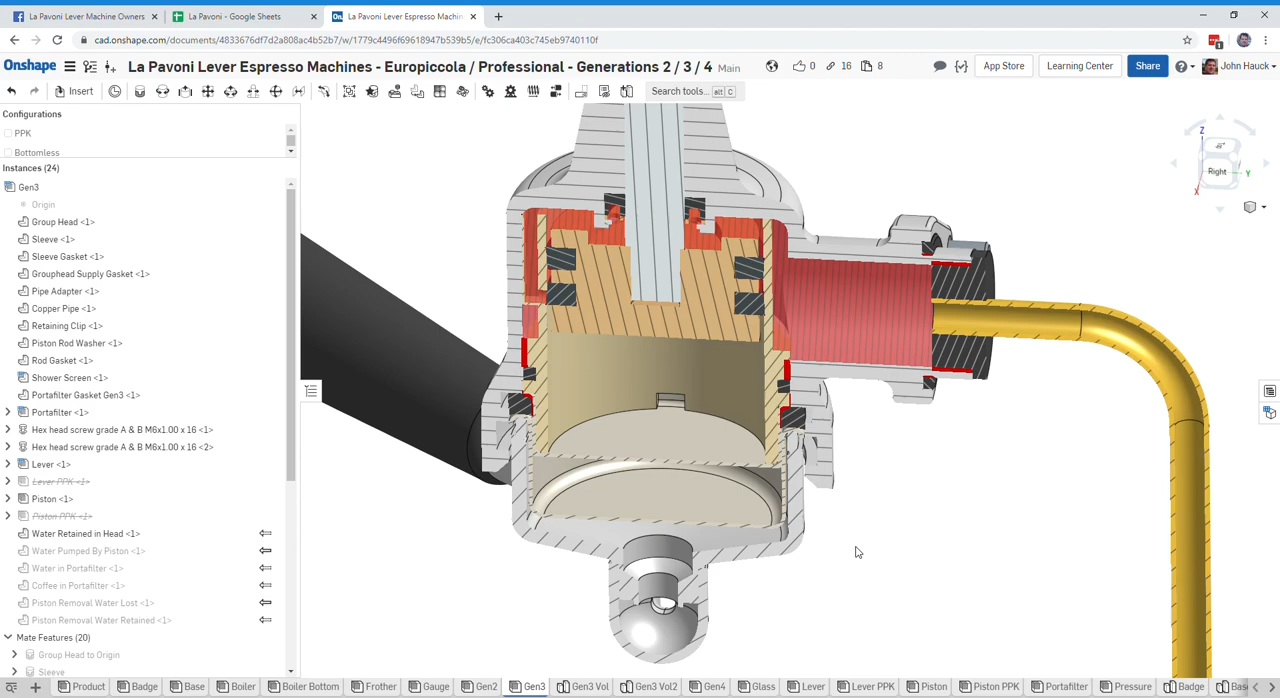 La Pavoni Lever Machine Owners
La Pavoni - Google Sheets
La Pavoni Lever Espresso Machin
cad.onshape.com/documents/4833676df7d2a808ac4b52b7/w/1779c4496f69618947b539b5/e/fc306ca403c745eb9740110f
Onshape
La Pavoni Lever Espresso Machines - Europiccola / Professional - Generations 2 / 3 / 4 Main
0
16
8
App Store
Learning Center
Share
John Hauck
Insert
Search tools... alt C
Configurations
PPK
Bottomless
Instances (24)
Gen3
Origin
Group Head <1>
Sleeve <1>
Sleeve Gasket <1>
Grouphead Supply Gasket <1>
Pipe Adapter <1>
Copper Pipe <1>
Retaining Clip <1>
Piston Rod Washer <1>
Rod Gasket <1>
Shower Screen <1>
Portafilter Gasket Gen3 <1>
Portafilter <1>
Hex head screw grade A & B M6x1.00 x 16 <1>
Hex head screw grade A & B M6x1.00 x 16 <2>
Lever <1>
Lever PPK <1>
Piston <1>
Piston PPK <1>
Water Retained in Head <1>
Water Pumped By Piston <1>
Water in Portafilter <1>
Coffee in Portafilter <1>
Piston Removal Water Lost <1>
Piston Removal Water Retained <1>
Mate Features (20)
Group Head to Origin
Sleeve
Z
Right
Y
X
Product
Badge
Base
Boiler
Boiler Bottom
Frother
Gauge
Gen2
Gen3
Gen3 Vol
Gen3 Vol2
Gen4
Glass
Lever
Lever PPK
Piston
Piston PPK
Portafilter
Pressure
Badge